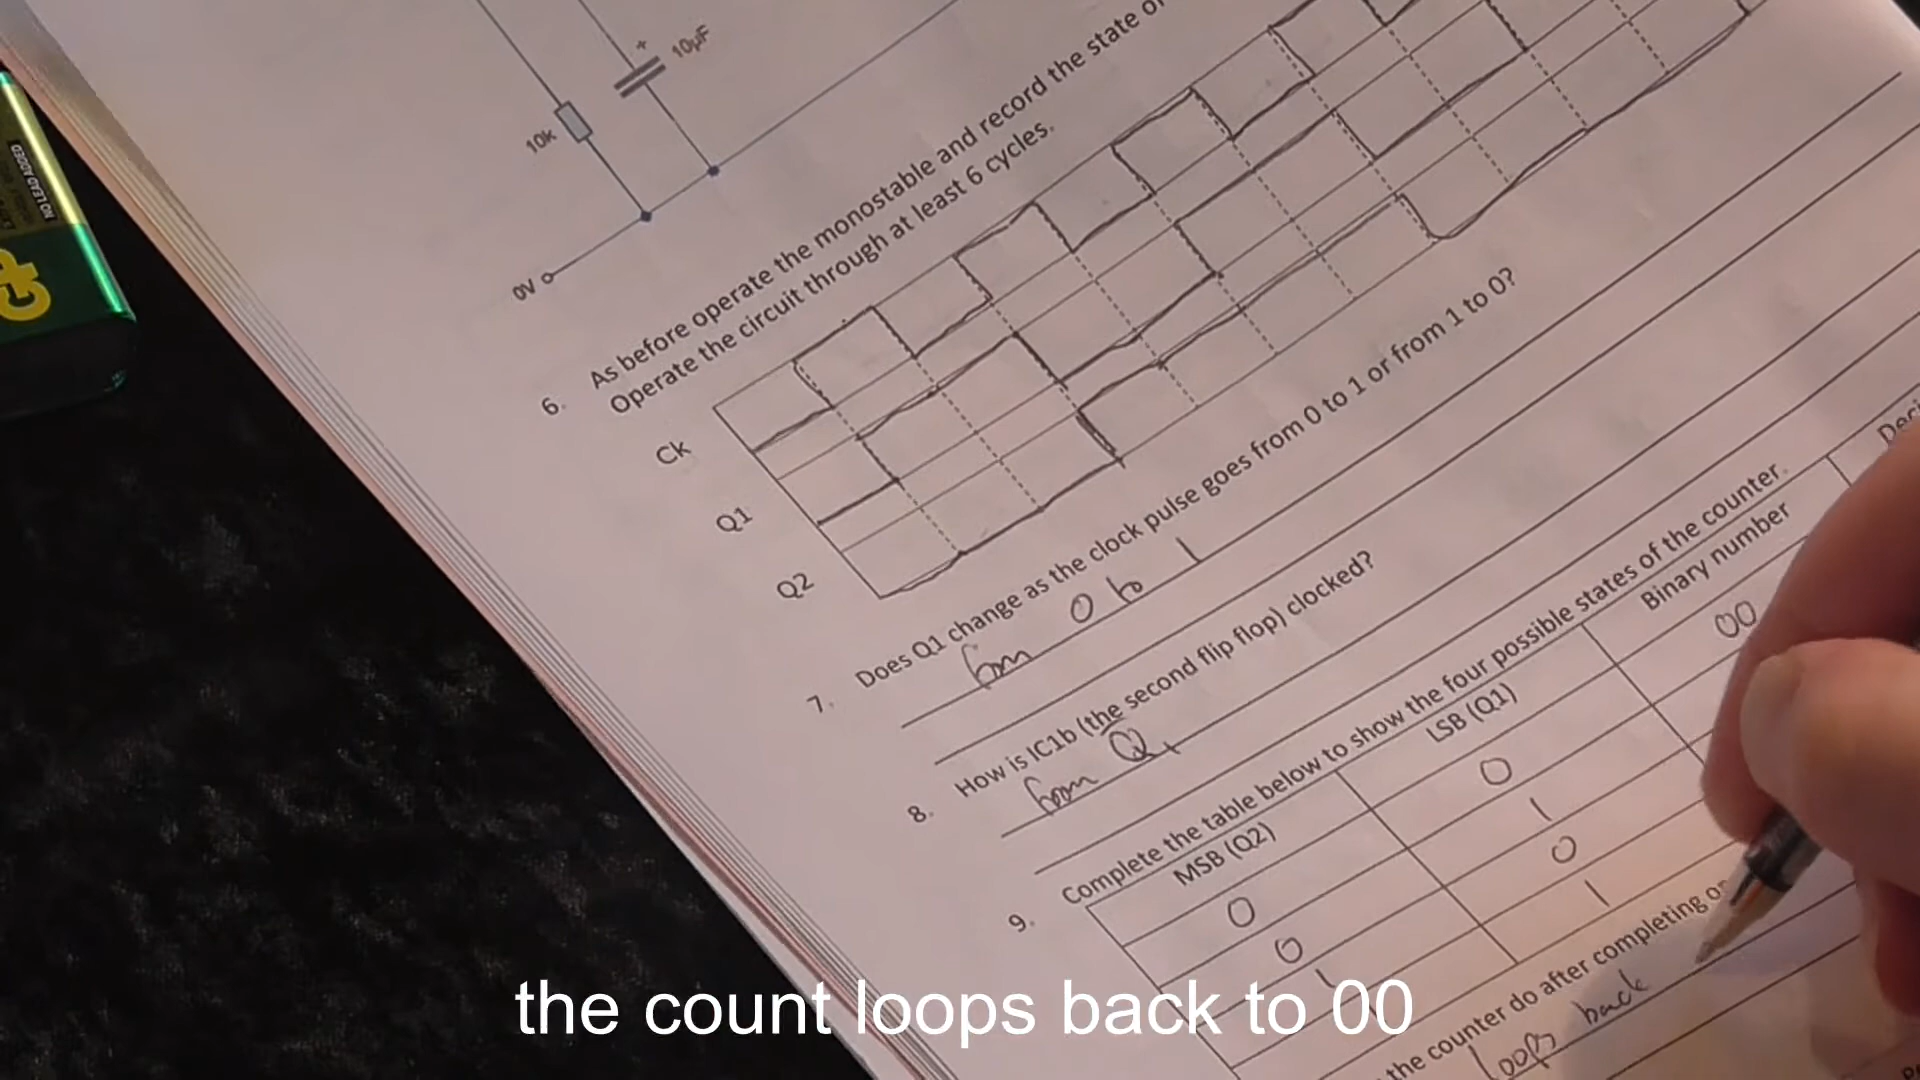 10µF
10k
NO LEAD ADDED
GP
0V
6. As before operate the monostable and record the state of
Operate the circuit through at least 6 cycles.
Ck
Q1
Q2
7. Does Q1 change as the clock pulse goes from 0 to 1 or from 1 to 0?
from 0 to 1
8. How is IC1b (the second flip flop) clocked?
from Q1
9. Complete the table below to show the four possible states of the counter.
MSB (Q2) LSB (Q1) Binary number
0 0 00
0 1
1 0
1
the counter do after completing
loops back
the count loops back to 00